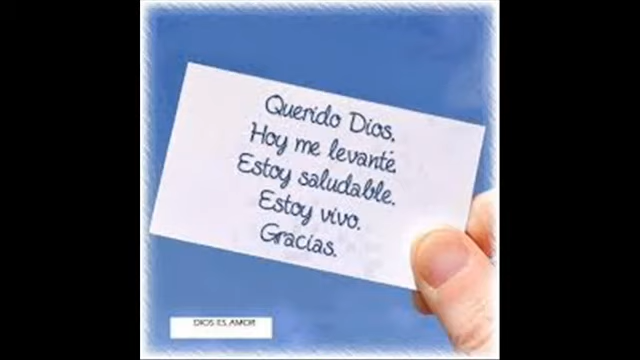 Querido Dios,
Hoy me levanté.
Estoy saludable.
Estoy vivo.
Gracias.
DIOS ES AMOR